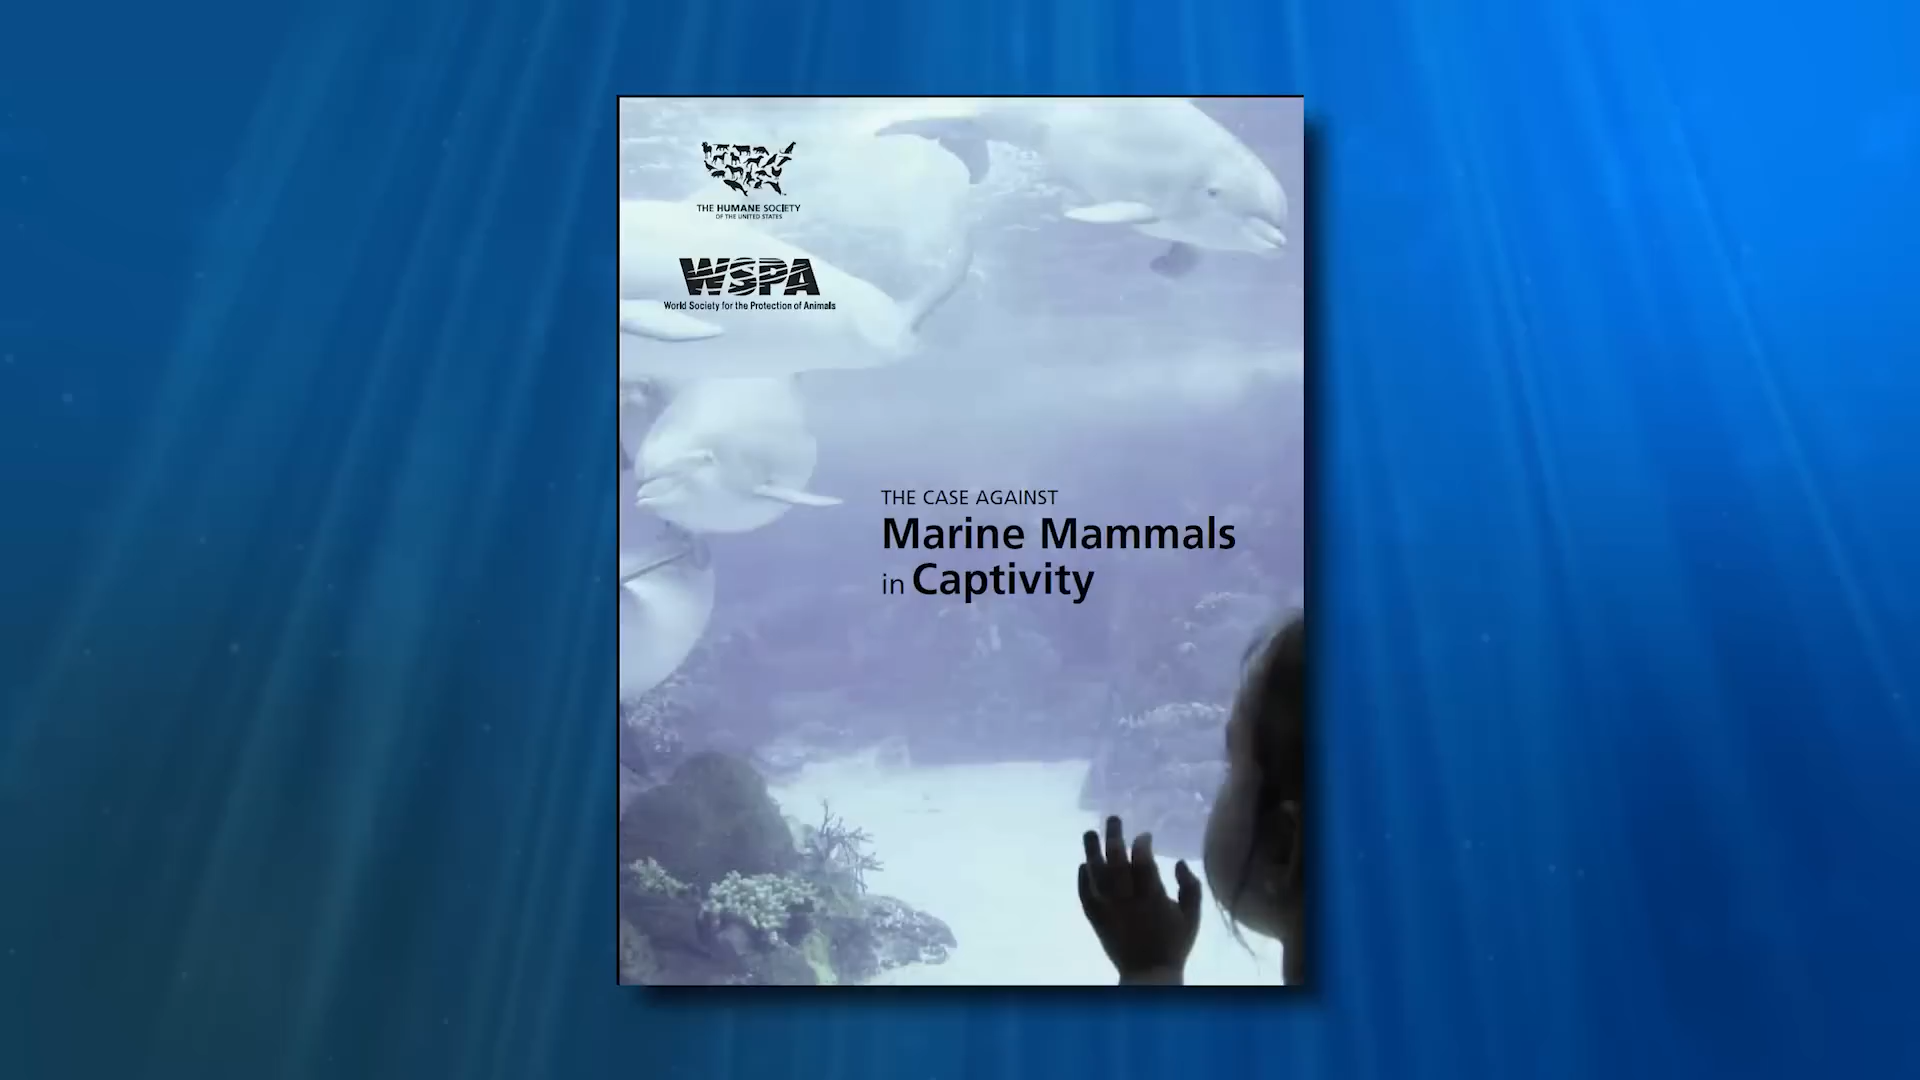 THE HUMANE SOCIETY
OF THE UNITED STATES
WSPA
World Society for the Protection of Animals
THE CASE AGAINST
Marine Mammals
in Captivity